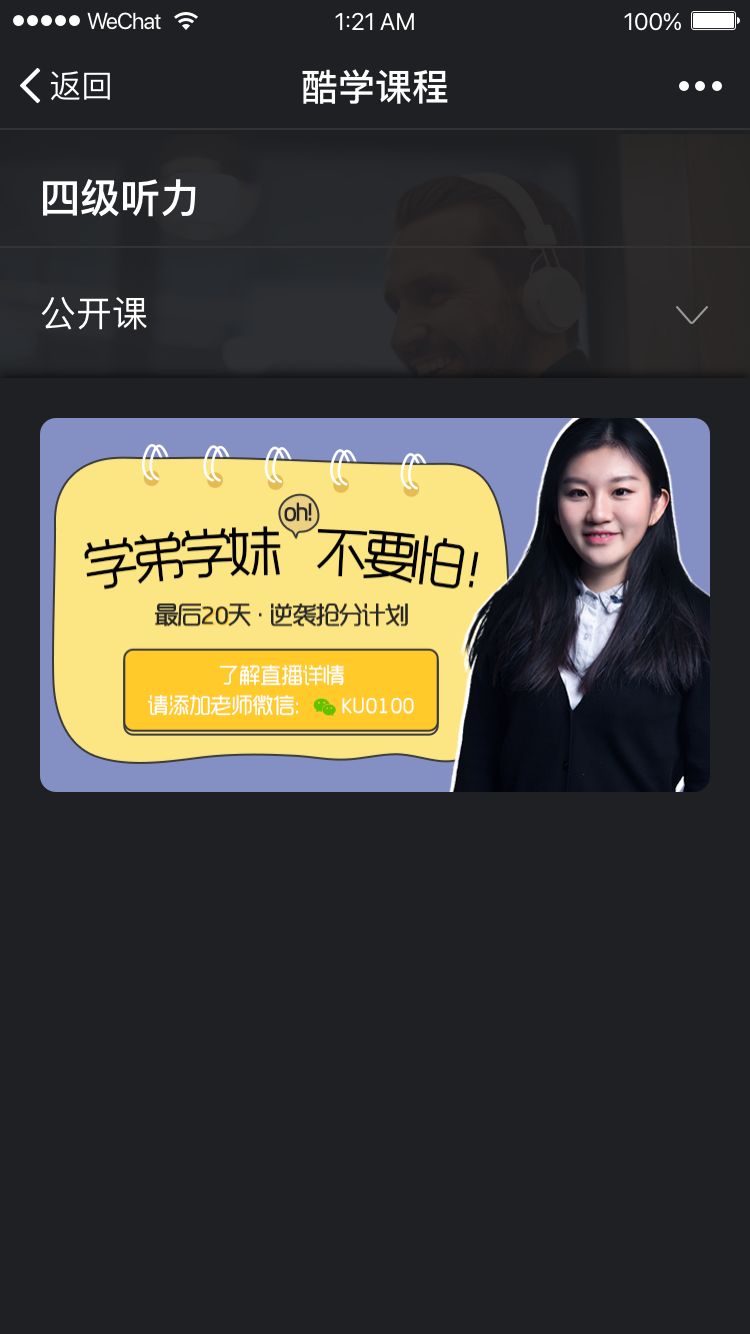 ●●●●● WeChat 1:21 AM 100%
返回 酷学课程 •••
四级听力
公开课
oh!
学弟学妹 不要怕!
最后20天·逆袭抢分计划
了解直播详情
请添加老师微信: KU0100